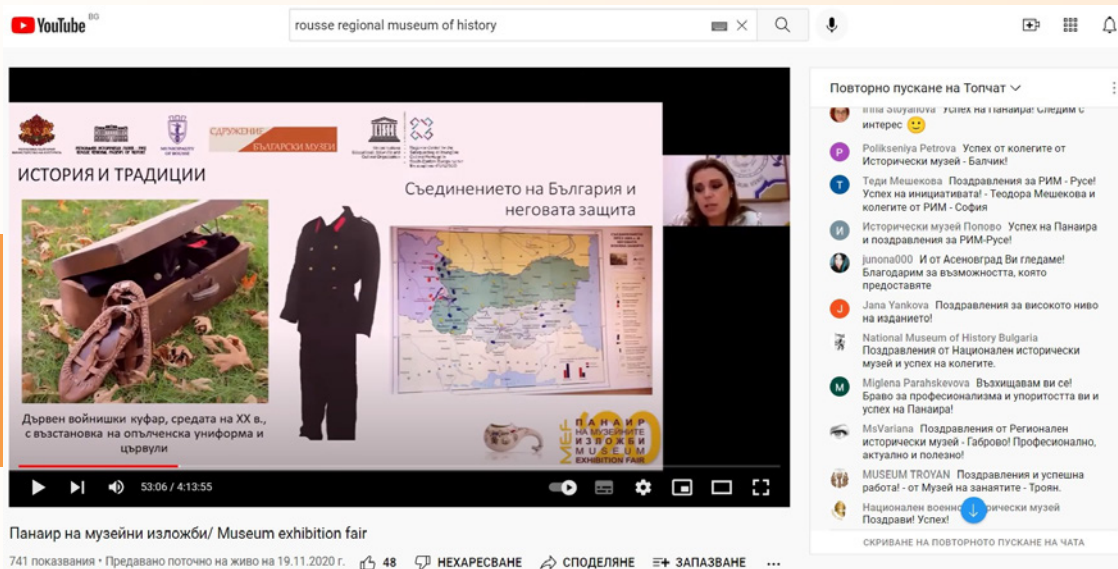 YouTube BG
rousse regional museum of history
СДРУЖЕНИЕ
БЪЛГАРСКИ МУЗЕИ
ИСТОРИЯ И ТРАДИЦИИ
Съединението на България и
неговата защита
Дървен войнишки куфар, средата на XX в.,
с възстановка на опълченска униформа и
цървули
MEF
ПАНАИР
НА МУЗЕЙНИТЕ
ИЗЛОЖБИ
MUSEUM
EXHIBITION FAIR
53:06 / 4:13:55
Панаир на музейни изложби/ Museum exhibition fair
741 показвания • Предавано поточно на живо на 19.11.2020 г.
48
НЕХАРЕСВАНЕ
СПОДЕЛЯНЕ
ЗАПАЗВАНЕ
Повторно пускане на Топчат
Irina Stoyanova Успех на Панаира! Следим с
интерес
Polikseniya Petrova Успех от колегите от
Исторически музей - Балчик!
Теди Мешекова Поздравления за РИМ - Русе!
Успех на инициативата! - Теодора Мешекова и
колегите от РИМ - София
Исторически музей Попово Успех на Панаира
и поздравления за РИМ-Русе!
junona000 И от Асеновград Ви гледаме!
Благодарим за възможността, която
предоставяте
Jana Yankova Поздравления за високото ниво
на изданието!
National Museum of History Bulgaria
Поздравления от Национален исторически
музей и успех на колегите.
Miglena Parahskevova Възхищавам ви се!
Браво за професионализма и упоритостта ви и
успех на Панаира!
MsVariana Поздравления от Регионален
исторически музей - Габрово! Професионално,
актуално и полезно!
MUSEUM TROYAN Поздравления и успешна
работа! - от Музей на занаятите - Троян.
Национален военно рически музей
Поздрави! Успех!
СКРИВАНЕ НА ПОВТОРНОТО ПУСКАНЕ НА ЧАТА